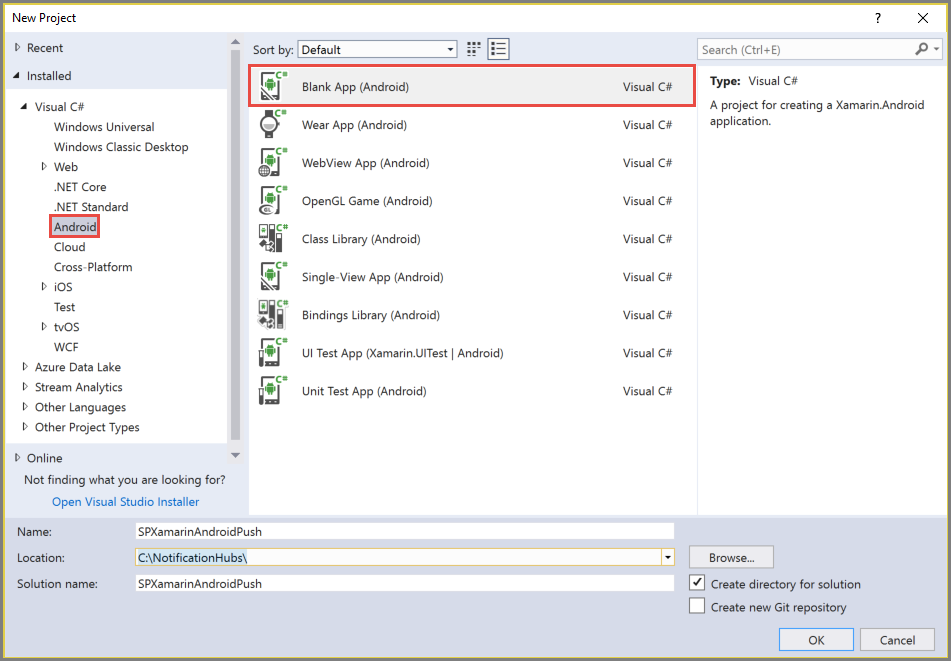 New Project
? 
Recent
Installed
Visual C#
Windows Universal
Windows Classic Desktop
Web
.NET Core
.NET Standard
Android
Cloud
Cross-Platform
iOS
Test
tvOS
WCF
Azure Data Lake
Stream Analytics
Other Languages
Other Project Types
Online
Not finding what you are looking for?
Open Visual Studio Installer
Sort by: Default
Blank App (Android) Visual C#
Wear App (Android) Visual C#
WebView App (Android) Visual C#
OpenGL Game (Android) Visual C#
Class Library (Android) Visual C#
Single-View App (Android) Visual C#
Bindings Library (Android) Visual C#
UI Test App (Xamarin.UITest | Android) Visual C#
Unit Test App (Android) Visual C#
Search (Ctrl+E)
Type: Visual C#
A project for creating a Xamarin.Android
application.
Name: SPXamarinAndroidPush
Location: C:\NotificationHubs\
Browse...
Solution name: SPXamarinAndroidPush
Create directory for solution
Create new Git repository
OK Cancel